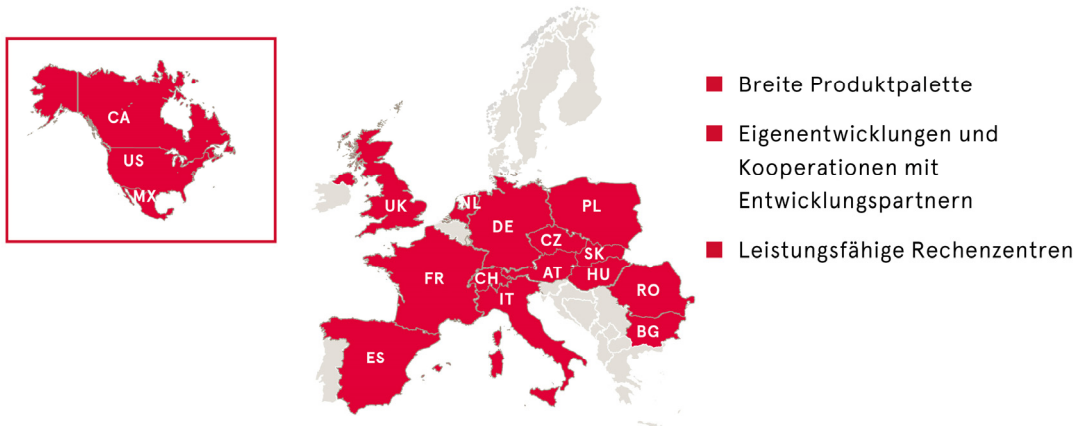 CA
US
MX
UK
NL
DE
PL
CZ
SK
FR
CH
AT
HU
IT
RO
BG
ES
Breite Produktpalette
Eigenentwicklungen und
Kooperationen mit
Entwicklungspartnern
Leistungsfähige Rechenzentren